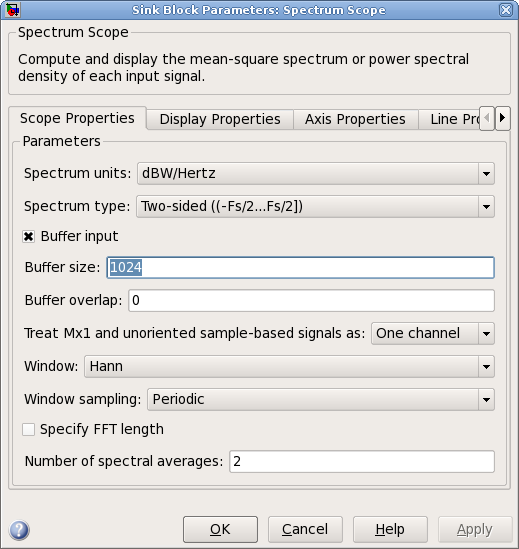 Sink Block Parameters: Spectrum Scope
Spectrum Scope
Compute and display the mean-square spectrum or power spectral
density of each input signal.
Scope Properties Display Properties Axis Properties Line
Parameters
Spectrum units: dBW/Hertz
Spectrum type: Two-sided ((-Fs/2...Fs/2])
Buffer input
Buffer size: 1024
Buffer overlap: 0
Treat Mx1 and unoriented sample-based signals as: One channel
Window: Hann
Window sampling: Periodic
Specify FFT length
Number of spectral averages: 2
OK Cancel Help Apply